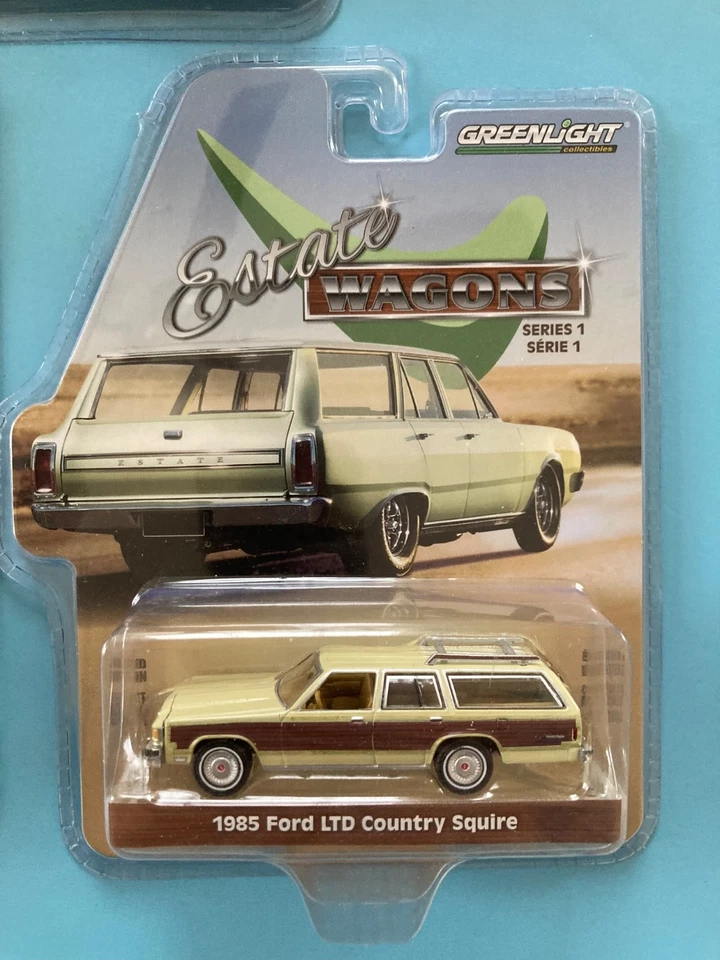 GREENLIGHT
collectibles
Estate
WAGONS
SERIES 1
SÉRIE 1
ESTATE
1985 Ford LTD Country Squire